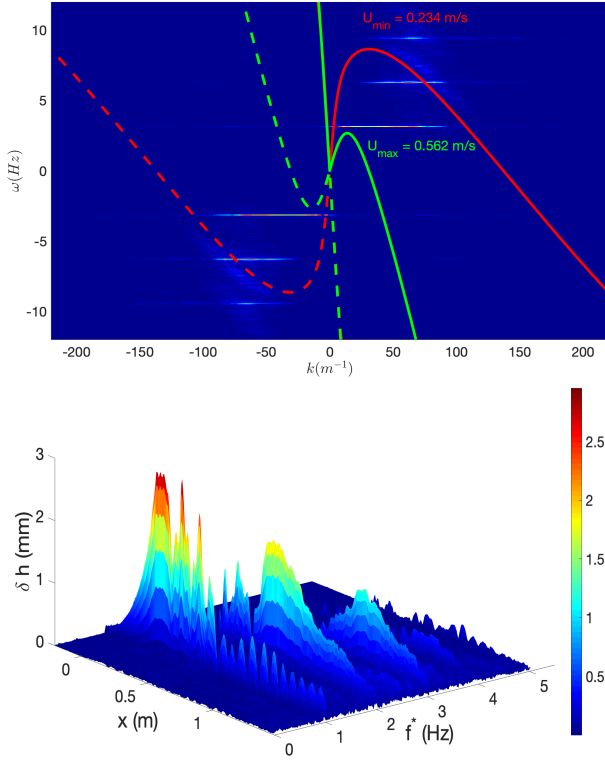 10
5
0
-5
-10
ω(Hz)
U_min = 0.234 m/s
U_max = 0.562 m/s
-200 -150 -100 -50 0 50 100 150 200
k(m⁻¹)
3
2
1
0
δ h (mm)
0
0.5
1
x (m)
0 1 2 3 4 5
f* (Hz)
2.5
2
1.5
1
0.5